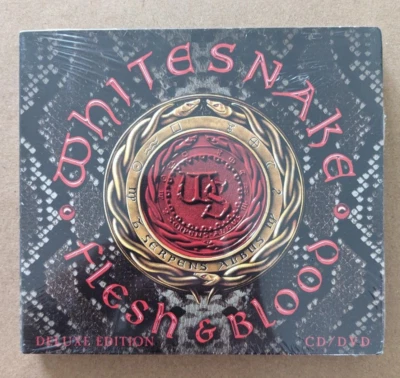 WHITESNAKE
SERPENS ALBUS
FLESH & BLOOD
DELUXE EDITION
CD/DVD